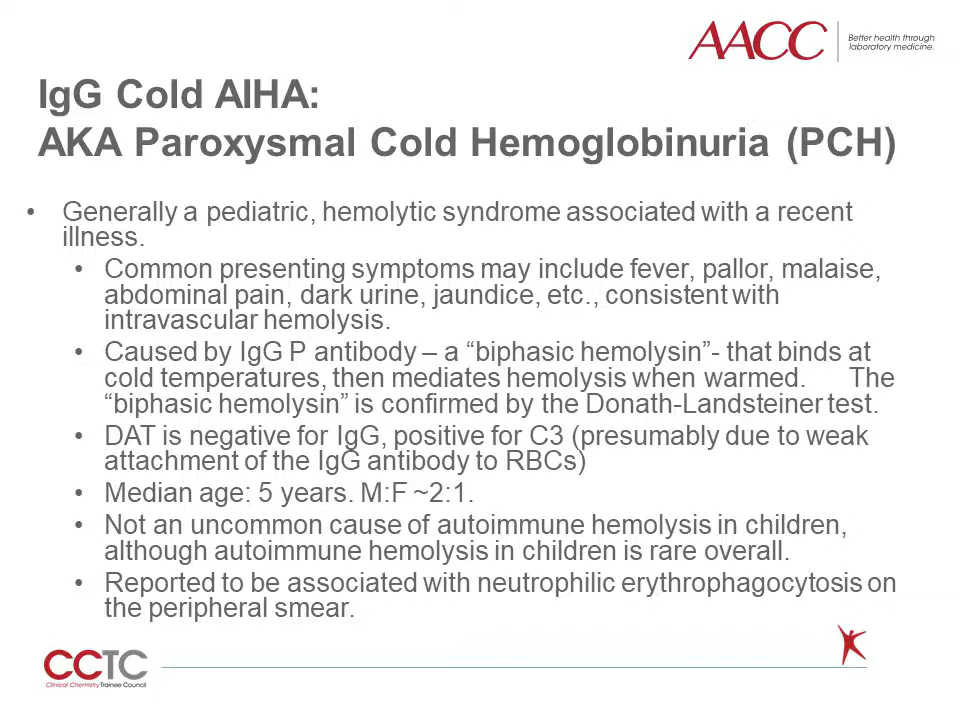 AACC
Better health through
laboratory medicine.
IgG Cold AIHA:
AKA Paroxysmal Cold Hemoglobinuria (PCH)
• Generally a pediatric, hemolytic syndrome associated with a recent
illness.
• Common presenting symptoms may include fever, pallor, malaise,
abdominal pain, dark urine, jaundice, etc., consistent with
intravascular hemolysis.
• Caused by IgG P antibody – a “biphasic hemolysin”- that binds at
cold temperatures, then mediates hemolysis when warmed. The
“biphasic hemolysin” is confirmed by the Donath-Landsteiner test.
• DAT is negative for IgG, positive for C3 (presumably due to weak
attachment of the IgG antibody to RBCs)
• Median age: 5 years. M:F ~2:1.
• Not an uncommon cause of autoimmune hemolysis in children,
although autoimmune hemolysis in children is rare overall.
• Reported to be associated with neutrophilic erythrophagocytosis on
the peripheral smear.
CCTC
Clinical Chemistry Trainee Council